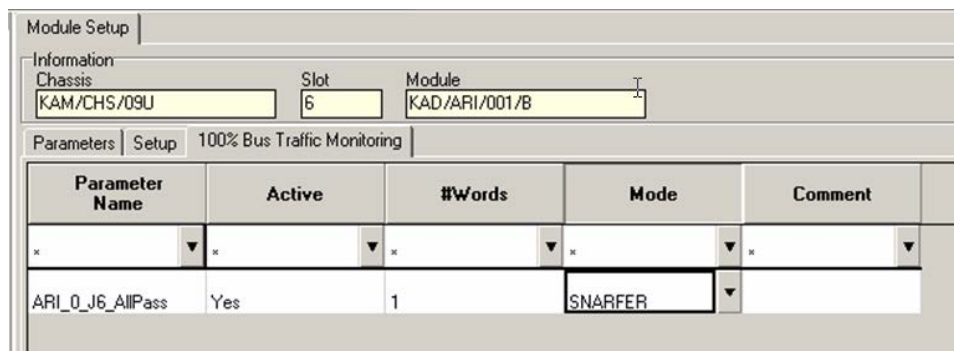 Module Setup
Information
Chassis Slot Module
KAM/CHS/09U 6 KAD/ARI/001/B
Parameters Setup 100% Bus Traffic Monitoring
Parameter Name Active #Words Mode Comment
* * * * *
ARI_0_J6_AllPass Yes 1 SNARFER